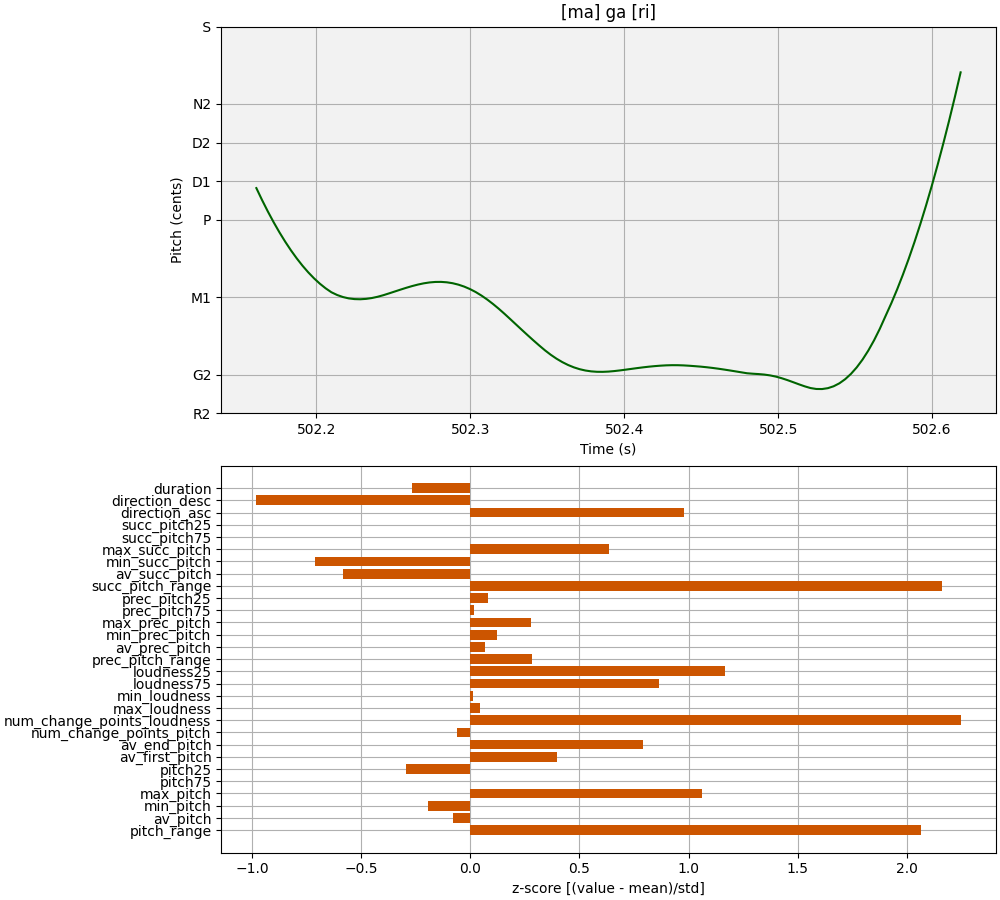 [ma] ga [ri]
S
N2
D2
D1
P
M1
G2
R2
Pitch (cents)
502.2 502.3 502.4 502.5 502.6
Time (s)
duration
direction_desc
direction_asc
succ_pitch25
succ_pitch75
max_succ_pitch
min_succ_pitch
av_succ_pitch
succ_pitch_range
prec_pitch25
prec_pitch75
max_prec_pitch
min_prec_pitch
av_prec_pitch
prec_pitch_range
loudness25
loudness75
min_loudness
max_loudness
num_change_points_loudness
num_change_points_pitch
av_end_pitch
av_first_pitch
pitch25
pitch75
max_pitch
min_pitch
av_pitch
pitch_range
−1.0 −0.5 0.0 0.5 1.0 1.5 2.0
z-score [(value - mean)/std]